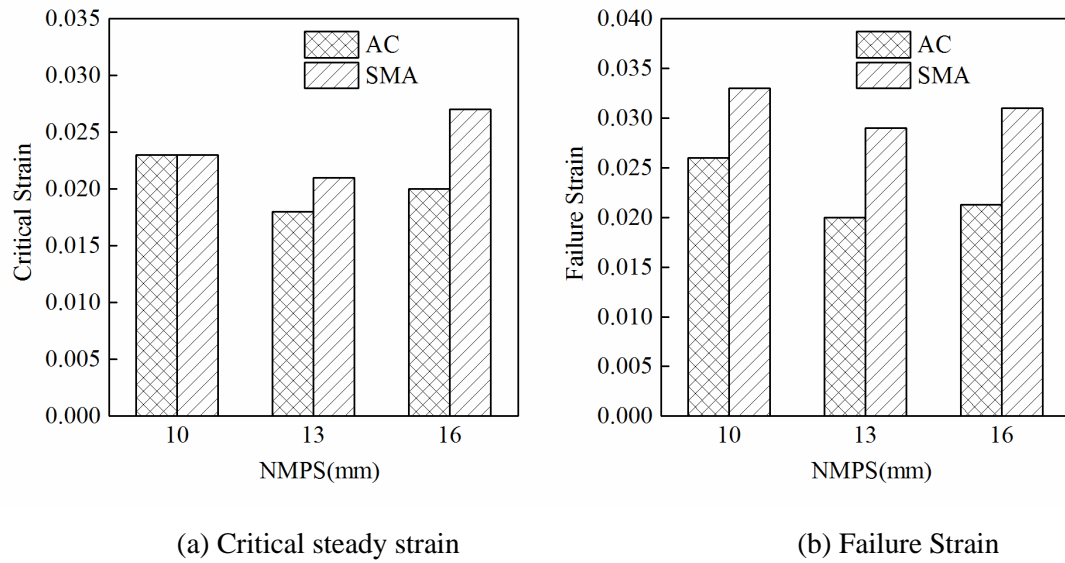 0.035
0.030
0.025
0.020
0.015
0.010
0.005
0.000
Critical Strain
AC
SMA
10 13 16
NMPS(mm)
(a) Critical steady strain
0.040
0.035
0.030
0.025
0.020
0.015
0.010
0.005
0.000
Failure Strain
AC
SMA
10 13 16
NMPS(mm)
(b) Failure Strain